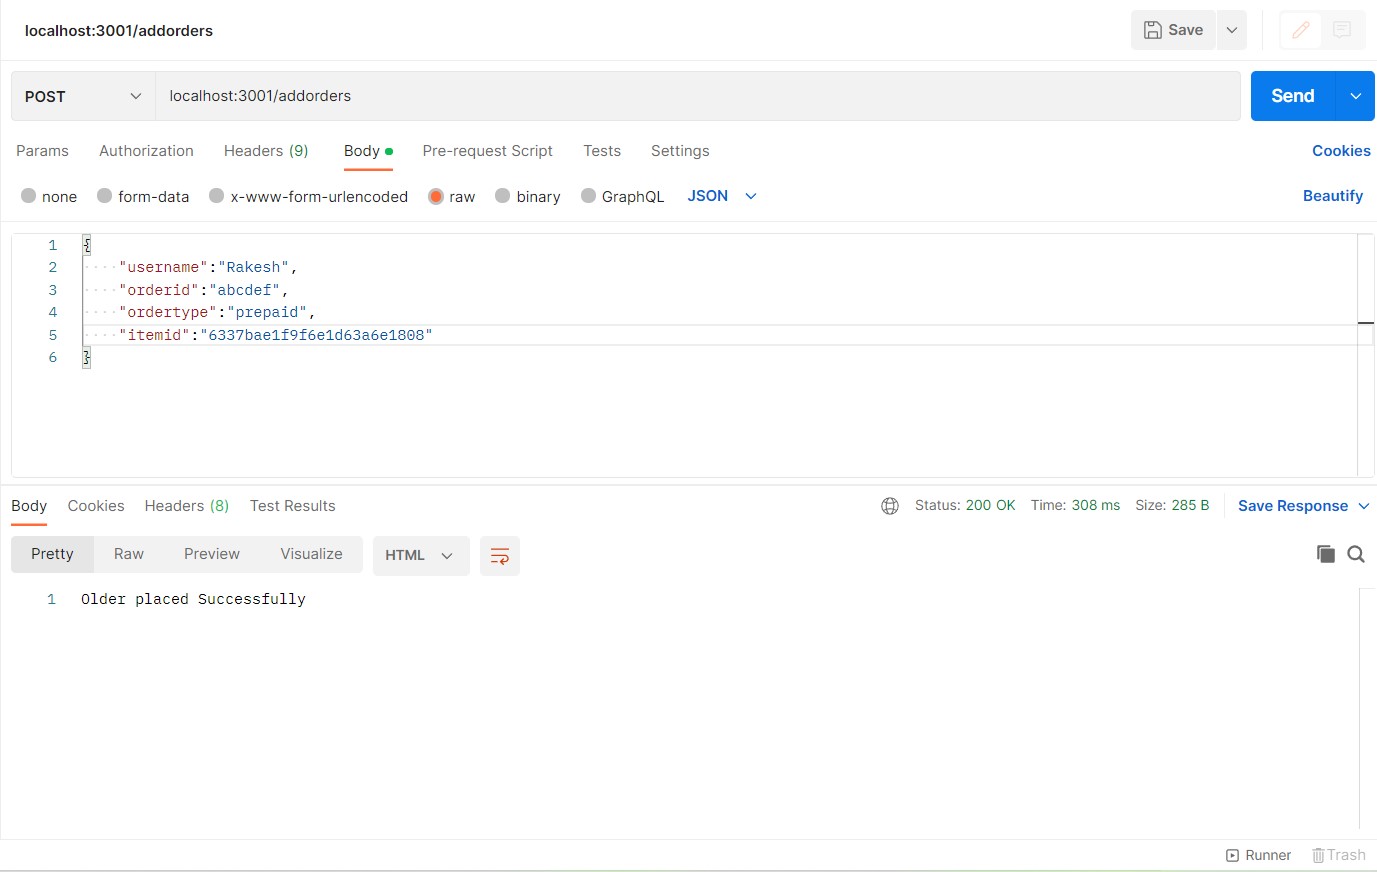 localhost:3001/addorders
Save
POST
localhost:3001/addorders
Send
Params Authorization Headers (9) Body Pre-request Script Tests Settings Cookies
none form-data x-www-form-urlencoded raw binary GraphQL JSON Beautify
1 {
2 ····"username":"Rakesh",
3 ····"orderid":"abcdef",
4 ····"ordertype":"prepaid",
5 ····"itemid":"6337bae1f9f6e1d63a6e1808"
6 }
Body Cookies Headers (8) Test Results Status: 200 OK Time: 308 ms Size: 285 B Save Response
Pretty Raw Preview Visualize HTML
1 Older placed Successfully
Runner Trash